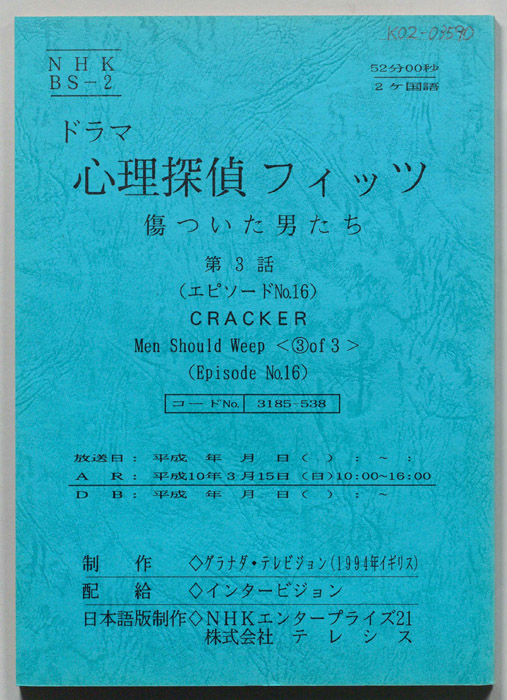 K02-03590
NHK
BS-2
52分00秒
2ヶ国語
ドラマ
心理探偵フィッツ
傷ついた男たち
第3話
(エピソードNo.16)
CRACKER
Men Should Weep <③of3>
(Episode No.16)
コードNo. 3185-538
放送日: 平成 年 月 日( ) : ~ :
A R: 平成10年3月15日(日)10:00~16:00
D B: 平成 年 月 日( ) : ~
制作 ◇グラナダ・テレビジョン(1994年イギリス)
配給 ◇インタービジョン
日本語版制作◇NHKエンタープライズ21
株式会社 テレシス